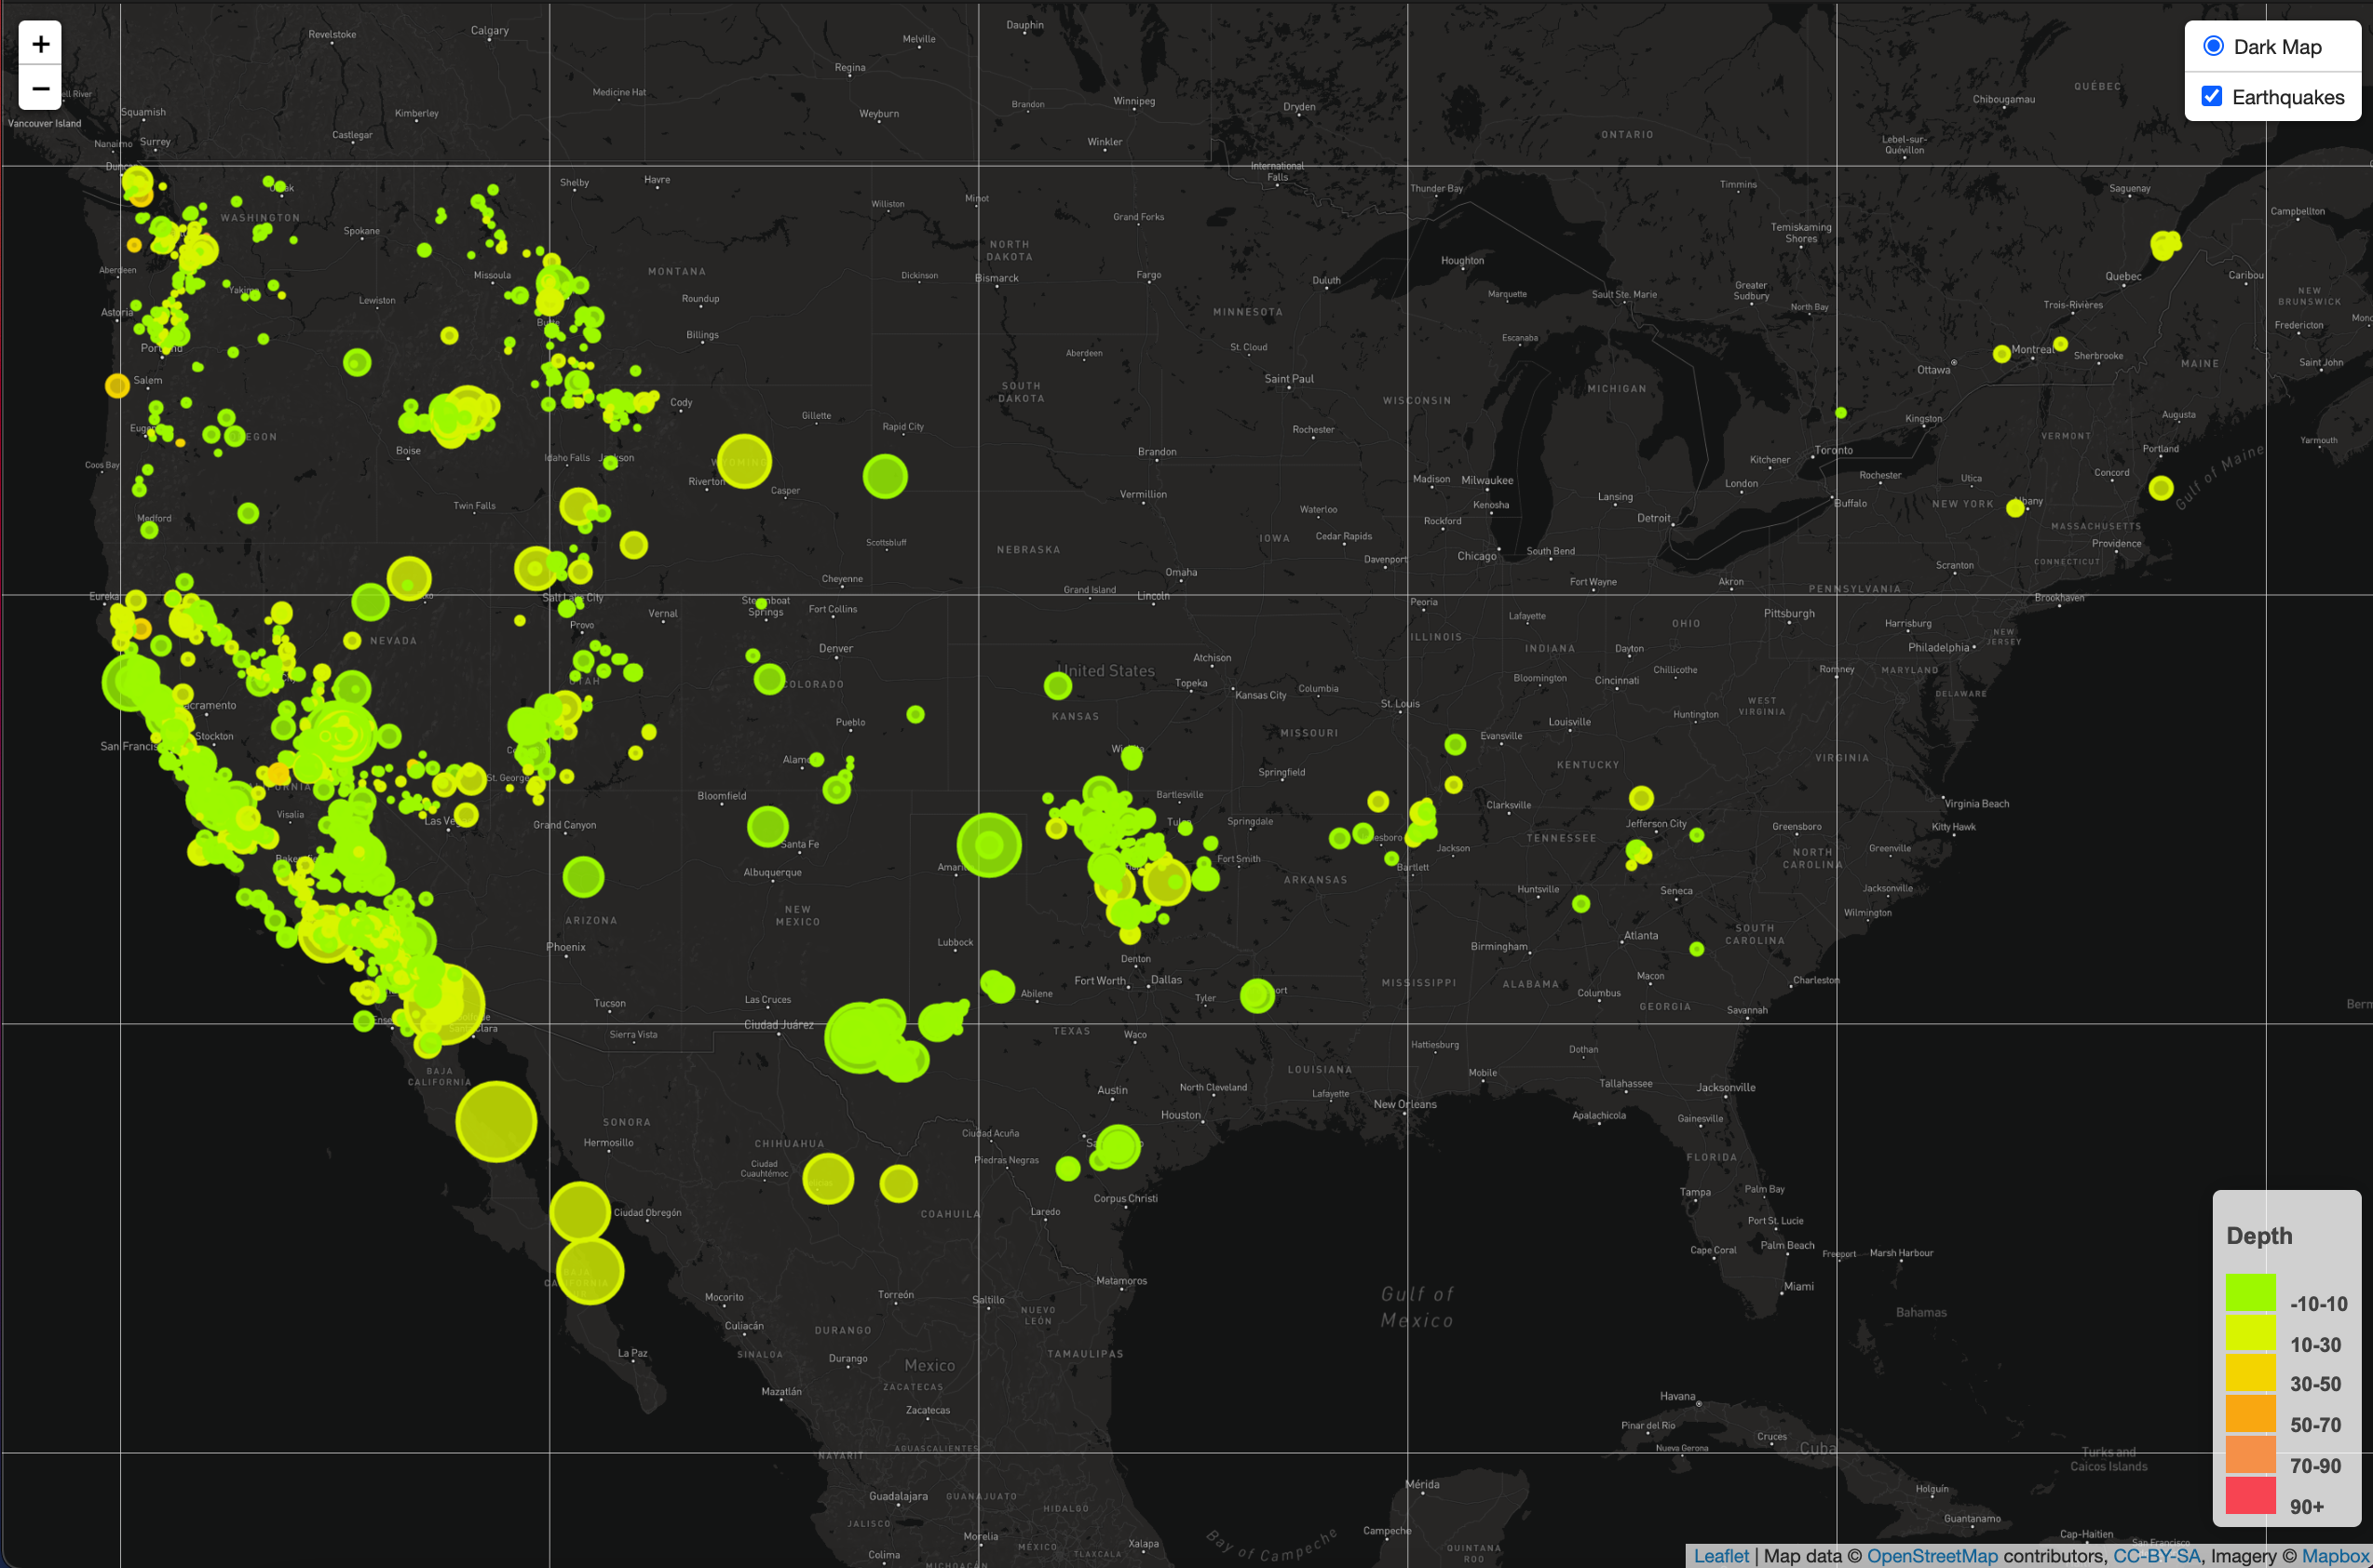 +
−
Dark Map
Earthquakes
Dauphin
Revelstoke
Calgary
Melville
Regina
Medicine Hat
Brandon
Winnipeg
Dryden
Chibougamau
QUÉBEC
ell River
Squamish
Kimberley
Weyburn
Vancouver Island
Castlegar
ONTARIO
Nanaimo
Surrey
Winkler
Lebel-sur-
Quévillon
International
Falls
Shelby
Havre
Thunder Bay
Timmins
Saguenay
WASHINGTON
Spokane
Williston
Minot
Grand Forks
Campbellton
Temiskaming
Shores
NORTH
DAKOTA
Aberdeen
Missoula
MONTANA
Dickinson
Bismarck
Fargo
Duluth
Houghton
Quebec
Caribou
Yakima
Lewiston
Roundup
Marquette
Sault Ste. Marie
Greater
Sudbury
North Bay
Trois-Rivières
NEW
BRUNSWICK
Astoria
Billings
MINNESOTA
Fredericton
Escanaba
St. Cloud
Aberdeen
Montreal
Sherbrooke
MAINE
Saint John
Ottawa
Salem
Saint Paul
SOUTH
DAKOTA
MICHIGAN
WISCONSIN
Cody
Gillette
Rapid City
Rochester
Kingston
Augusta
VERMONT
Yarmouth
Boise
Brandon
Toronto
Portland
Coos Bay
Idaho Falls
Jackson
Kitchener
Riverton
Casper
Madison
Milwaukee
Kenosha
Lansing
London
Rochester
Utica
Concord
Gulf of Maine
Vermillion
Twin Falls
Waterloo
Rockford
Detroit
Buffalo
NEW YORK
Albany
Medford
MASSACHUSETTS
Scottsbluff
NEBRASKA
IOWA
Cedar Rapids
Davenport
Chicago
South Bend
Providence
CONNECTICUT
Cheyenne
Omaha
Fort Wayne
Akron
Scranton
PENNSYLVANIA
Eureka
Salt Lake City
Grand Island
Lincoln
Brookhaven
Steamboat
Springs
Fort Collins
Vernal
Peoria
Lafayette
Pittsburgh
Harrisburg
Provo
NEVADA
ILLINOIS
OHIO
NEW
JERSEY
Denver
INDIANA
Dayton
Philadelphia
United States
Atchison
Chillicothe
Romney
MARYLAND
UTAH
COLORADO
Topeka
Kansas City
Columbia
Bloomington
Cincinnati
DELAWARE
St. Louis
WEST
VIRGINIA
KANSAS
Huntington
Pueblo
Louisville
Stockton
MISSOURI
Evansville
VIRGINIA
St. George
KENTUCKY
Springfield
Bloomfield
Bartlesville
Clarksville
Virginia Beach
Visalia
Grand Canyon
Springdale
Jefferson City
Greensboro
Kitty Hawk
Santa Fe
TENNESSEE
Jackson
Greenville
NORTH
CAROLINA
Fort Smith
Bartlett
Albuquerque
ARKANSAS
Huntsville
Seneca
Jacksonville
Wilmington
NEW
MEXICO
ARIZONA
Phoenix
Lubbock
Atlanta
SOUTH
CAROLINA
Birmingham
Denton
Fort Worth
Dallas
Macon
MISSISSIPPI
ALABAMA
Charleston
Abilene
Tyler
Columbus
GEORGIA
Tucson
Las Cruces
Savannah
Ciudad Juárez
Sierra Vista
TEXAS
Waco
Hattiesburg
Dothan
BAJA
CALIFORNIA
LOUISIANA
Mobile
Tallahassee
Jacksonville
Austin
North Cleveland
Lafayette
New Orleans
Houston
Apalachicola
Gainesville
SONORA
Hermosillo
CHIHUAHUA
Ciudad Acuña
Ciudad
Cuauhtémoc
Piedras Negras
FLORIDA
Corpus Christi
Tampa
Palm Bay
Ciudad Obregón
COAHUILA
Laredo
Port St. Lucie
Depth
Cape Coral
Palm Beach
Freeport
Marsh Harbour
Matamoros
Miami
Gulf of
Mexico
-10-10
Mocorito
Torreón
Saltillo
NUEVO
LEÓN
Bahamas
Culiacán
DURANGO
10-30
SINALOA
La Paz
Durango
Mexico
TAMAULIPAS
30-50
Mazatlán
ZACATECAS
Zacatecas
Havana
50-70
Pinar del Rio
Cruces
Cuba
NAYARIT
AGUASCALIENTES
Nueva Gerona
Turks and
Caicos Islands
70-90
Guadalajara
GUANAJUATO
HIDALGO
Mérida
Holguín
90+
JALISCO
Morelia
Bay of Campeche
Campeche
Guantanamo
Colima
MICHOACÁN
MÉXICO
TLAXCALA
Xalapa
QUINTANA
ROO
Cap-Haitien
Leaflet | Map data © OpenStreetMap contributors, CC-BY-SA, Imagery © Mapbox